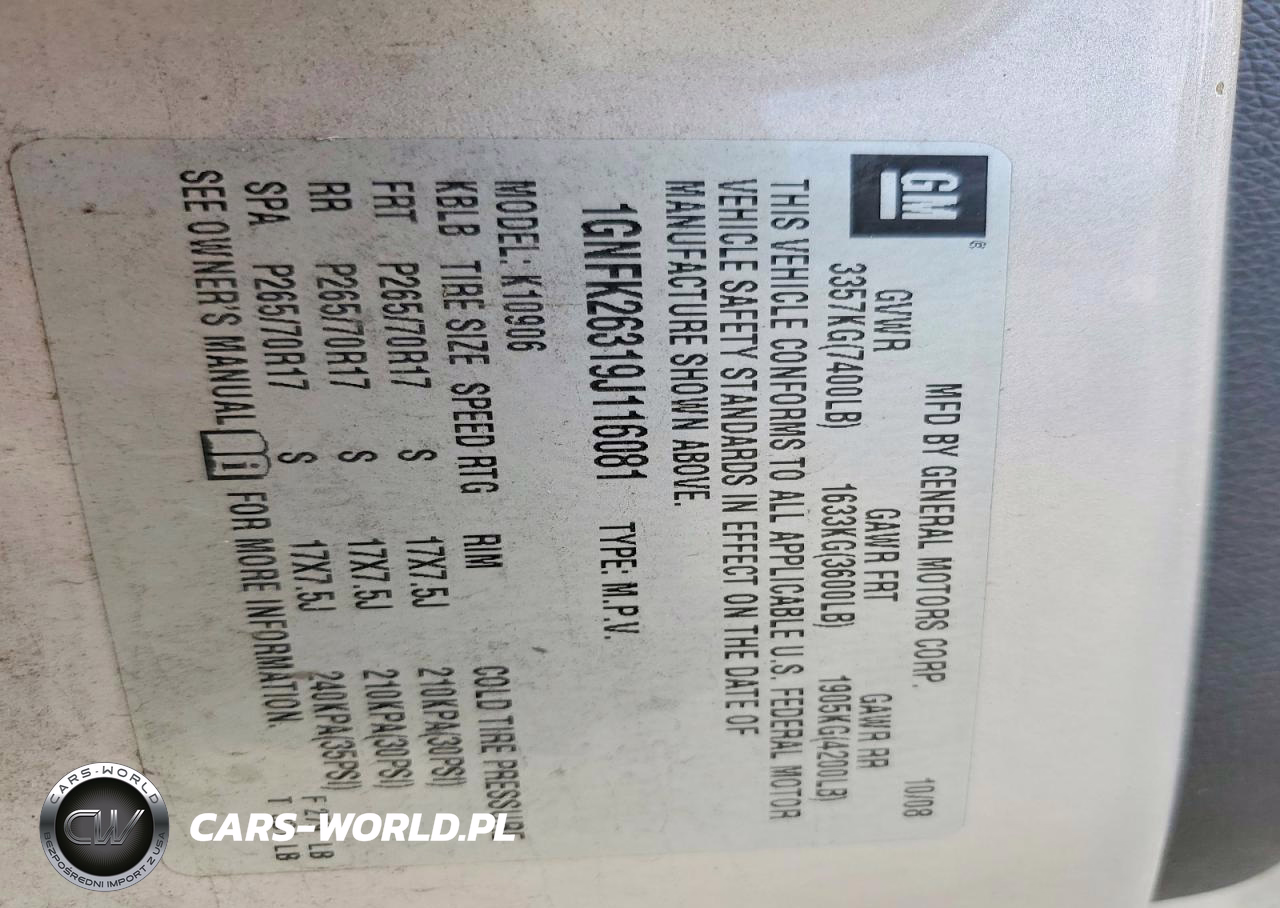 GM
®
MFD BY GENERAL MOTORS CORP. 10/08
GVWR GAWR FRT GAWR RR
3357KG(7400LB) 1633KG(3600LB) 1905KG(4200LB)
THIS VEHICLE CONFORMS TO ALL APPLICABLE U.S. FEDERAL MOTOR
VEHICLE SAFETY STANDARDS IN EFFECT ON THE DATE OF
MANUFACTURE SHOWN ABOVE.
1GNFK26319J116081 TYPE: M.P.V.
MODEL: K10906
KBLB TIRE SIZE SPEED RTG RIM COLD TIRE PRESSURE
FRT P265/70R17 S 17X7.5J 210KPA(30PSI)
RR P265/70R17 S 17X7.5J 210KPA(30PSI)
SPA P265/70R17 S 17X7.5J 240KPA(35PSI)
SEE OWNER'S MANUAL FOR MORE INFORMATION.
CARS-WORLD
CW
BEZPOŚREDNI IMPORT Z USA
CARS-WORLD.PL